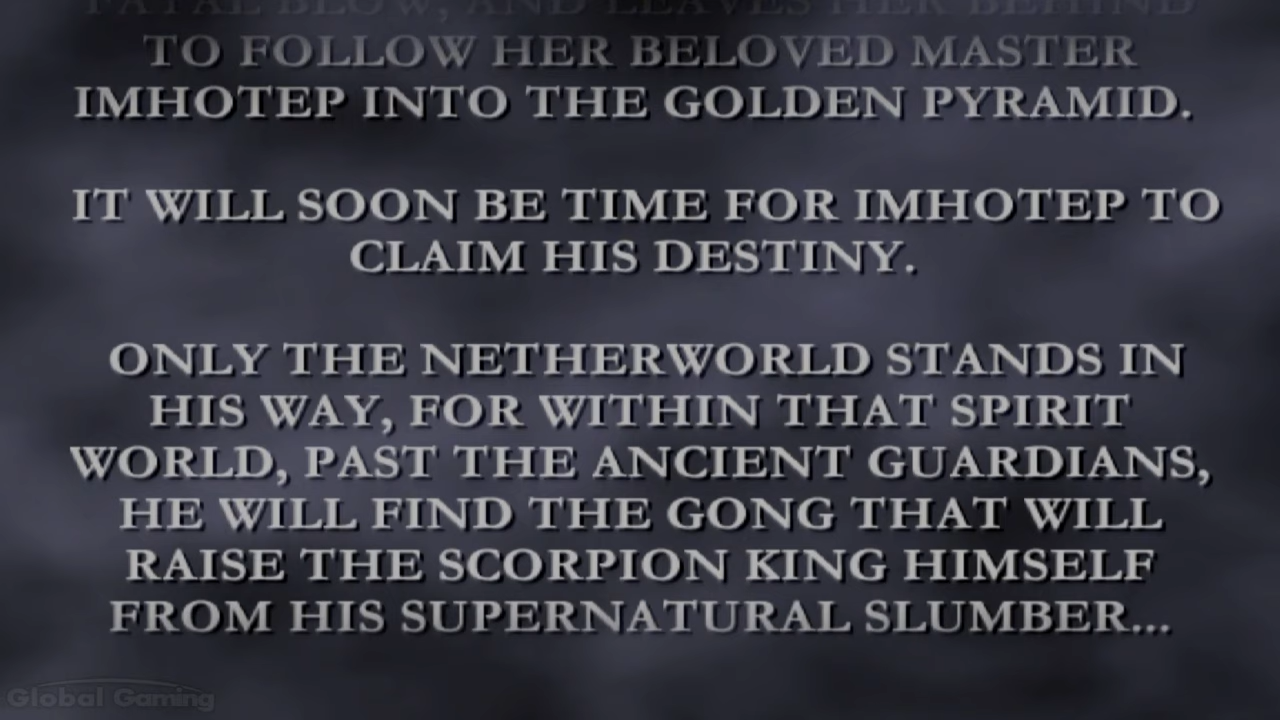 FATAL BLOW, AND LEAVES HER BEHIND
TO FOLLOW HER BELOVED MASTER
IMHOTEP INTO THE GOLDEN PYRAMID.
IT WILL SOON BE TIME FOR IMHOTEP TO
CLAIM HIS DESTINY.
ONLY THE NETHERWORLD STANDS IN
HIS WAY, FOR WITHIN THAT SPIRIT
WORLD, PAST THE ANCIENT GUARDIANS,
HE WILL FIND THE GONG THAT WILL
RAISE THE SCORPION KING HIMSELF
FROM HIS SUPERNATURAL SLUMBER...
Global Gaming